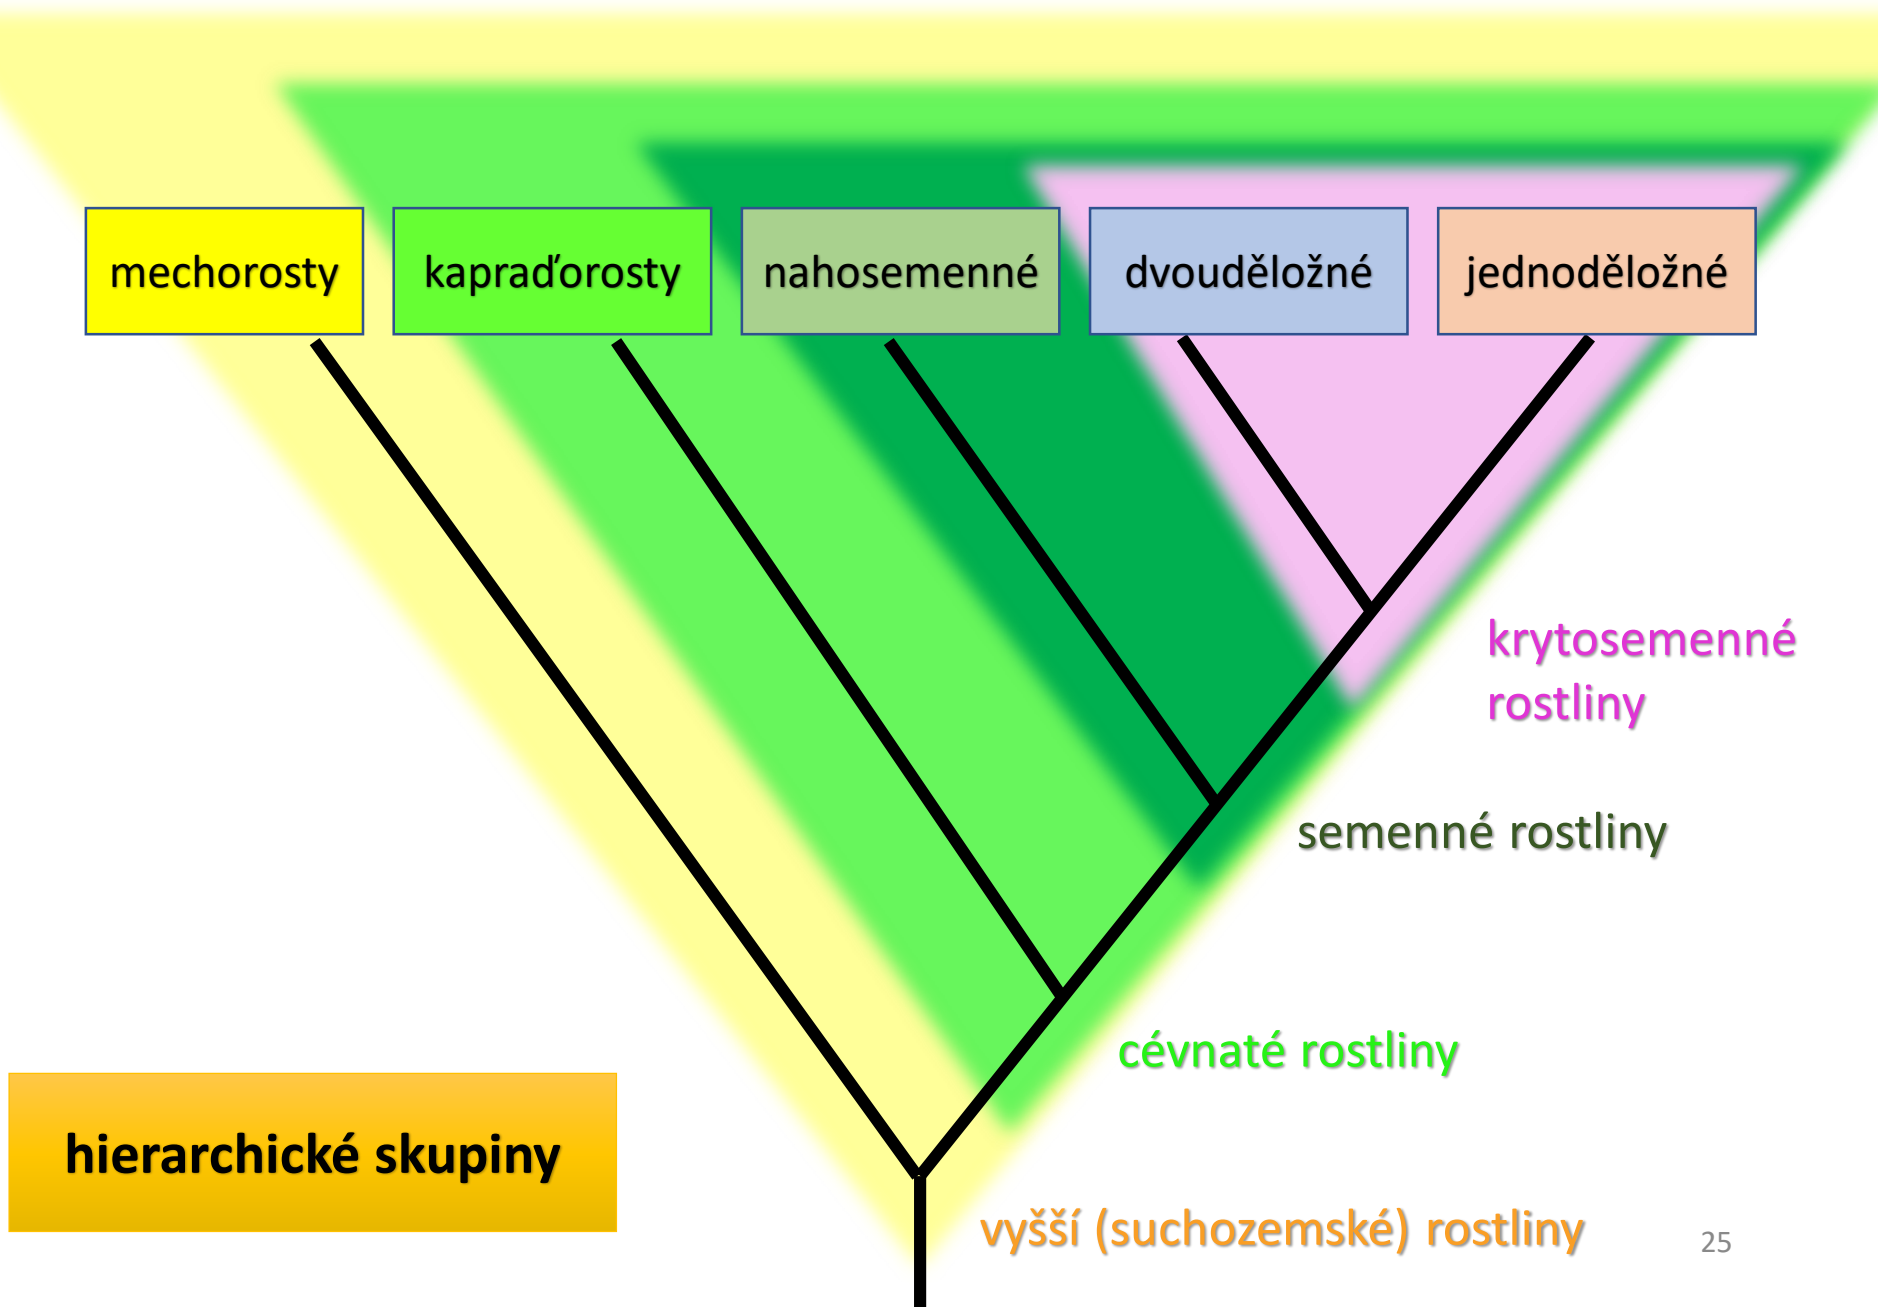 mechorosty
kapraďorosty
nahosemenné
dvouděložné
jednoděložné
krytosemenné
rostliny
semenné rostliny
cévnaté rostliny
hierarchické skupiny
vyšší (suchozemské) rostliny
25